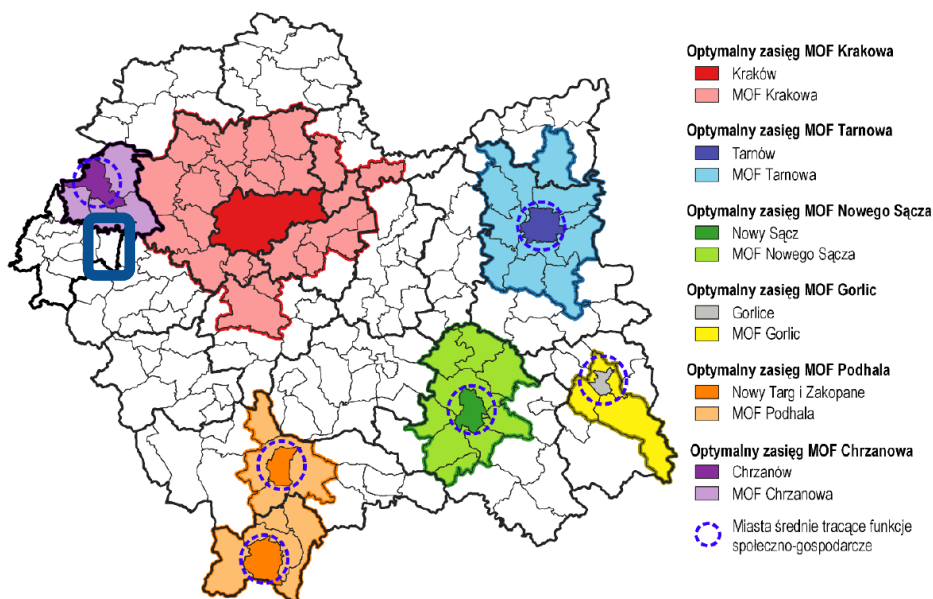 Optymalny zasięg MOF Krakowa
Kraków
MOF Krakowa
Optymalny zasięg MOF Tarnowa
Tarnów
MOF Tarnowa
Optymalny zasięg MOF Nowego Sącza
Nowy Sącz
MOF Nowego Sącza
Optymalny zasięg MOF Gorlic
Gorlice
MOF Gorlic
Optymalny zasięg MOF Podhala
Nowy Targ i Zakopane
MOF Podhala
Optymalny zasięg MOF Chrzanowa
Chrzanów
MOF Chrzanowa
Miasta średnie tracące funkcje
społeczno-gospodarcze